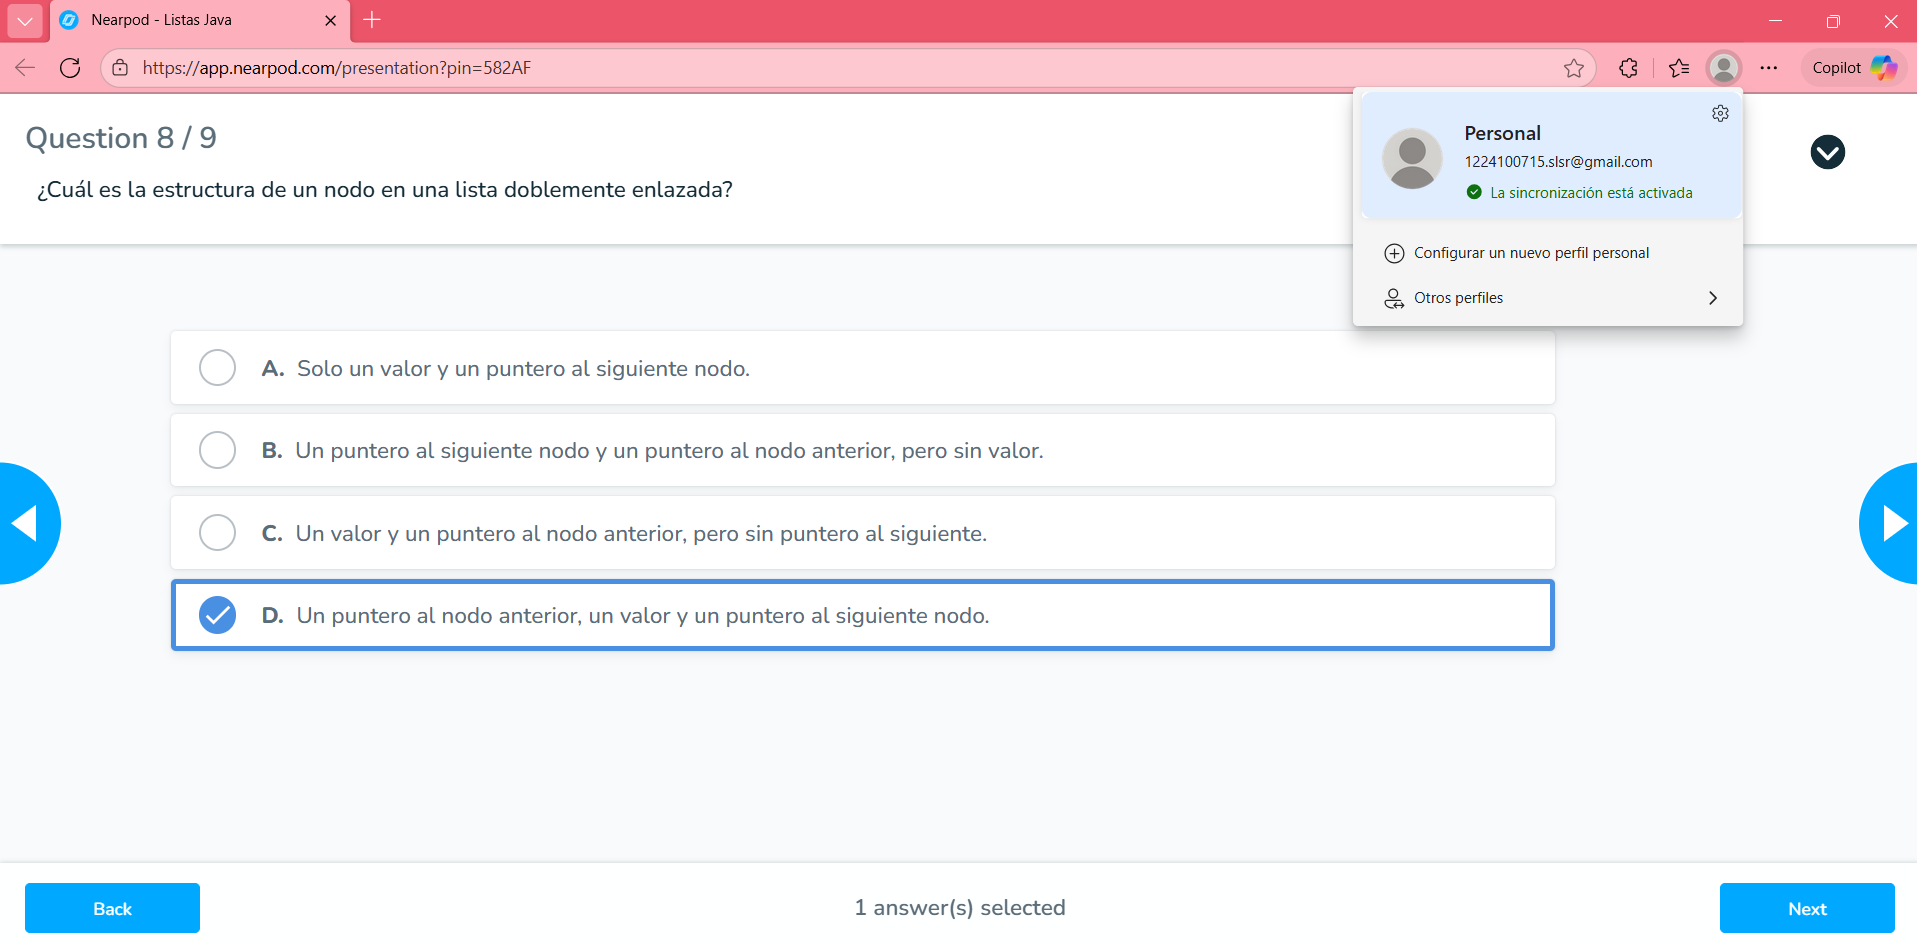 Nearpod - Listas Java
https://app.nearpod.com/presentation?pin=582AF
Copilot
Question 8 / 9
¿Cuál es la estructura de un nodo en una lista doblemente enlazada?
Personal
1224100715.slsr@gmail.com
La sincronización está activada
Configurar un nuevo perfil personal
Otros perfiles
A. Solo un valor y un puntero al siguiente nodo.
B. Un puntero al siguiente nodo y un puntero al nodo anterior, pero sin valor.
C. Un valor y un puntero al nodo anterior, pero sin puntero al siguiente.
D. Un puntero al nodo anterior, un valor y un puntero al siguiente nodo.
Back
1 answer(s) selected
Next